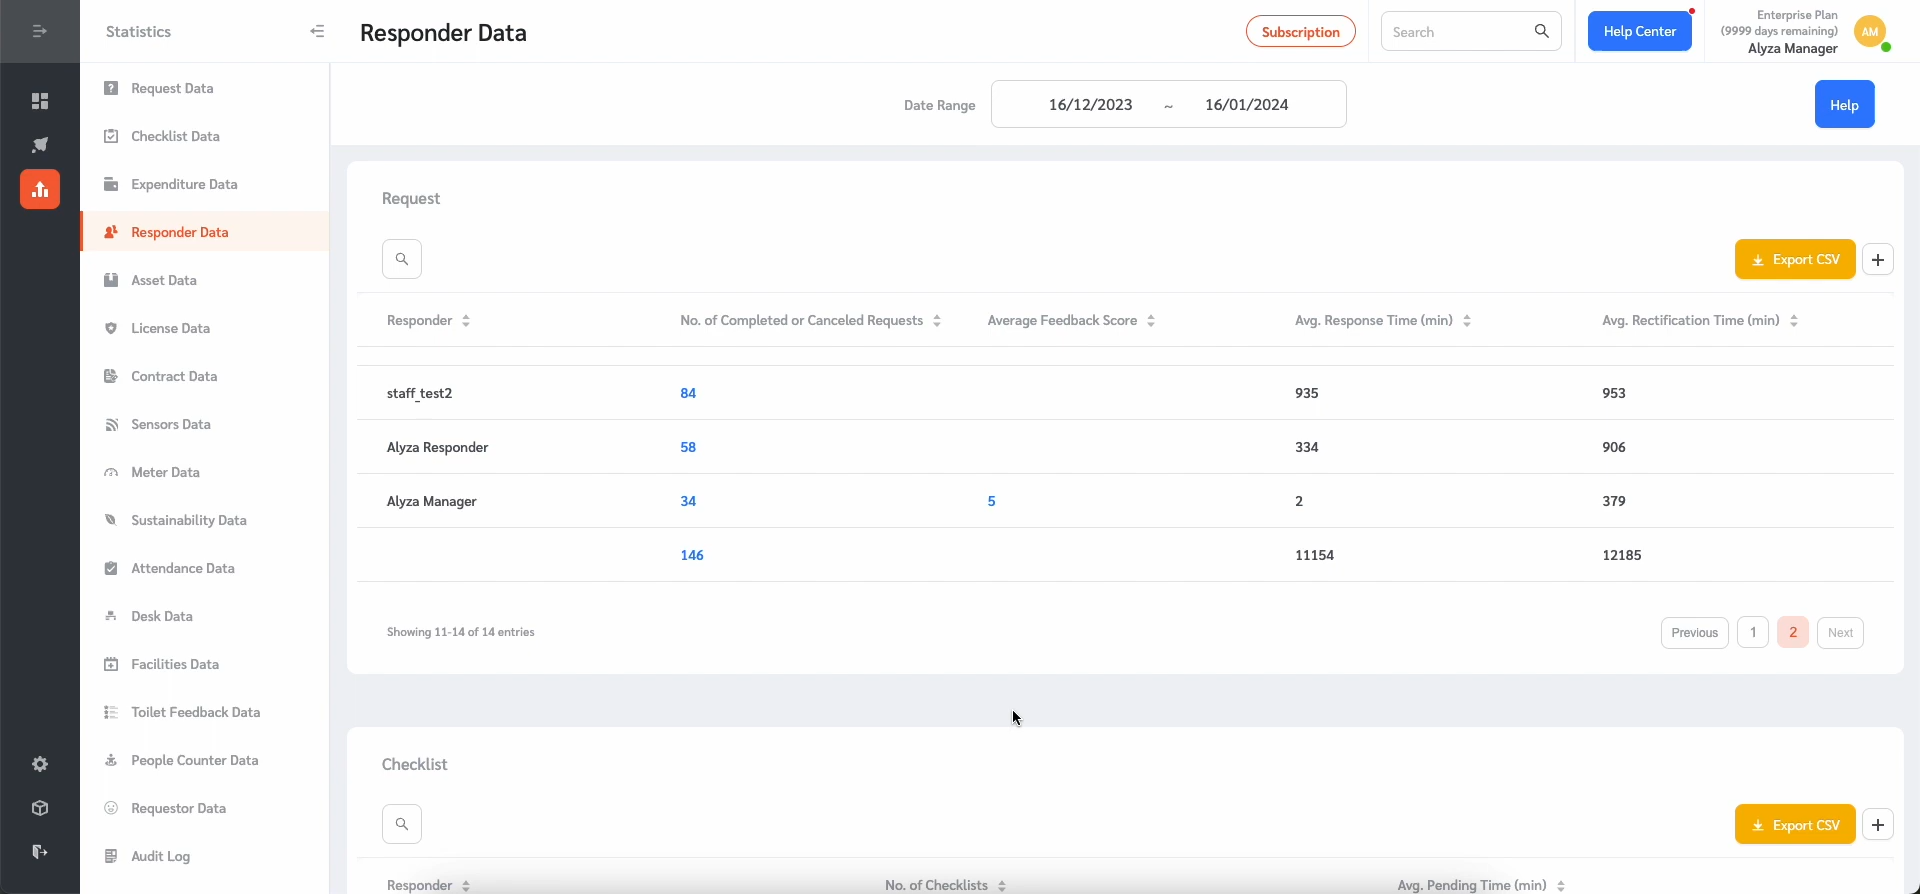 Statistics
Responder Data
Subscription
Search
Help Center
Enterprise Plan
(9999 days remaining)
Alyza Manager
AM
Request Data
Checklist Data
Expenditure Data
Responder Data
Asset Data
License Data
Contract Data
Sensors Data
Meter Data
Sustainability Data
Attendance Data
Desk Data
Facilities Data
Toilet Feedback Data
People Counter Data
Requestor Data
Audit Log
Date Range 16/12/2023 ~ 16/01/2024
Help
Request
Export CSV +
Responder No. of Completed or Canceled Requests Average Feedback Score Avg. Response Time (min) Avg. Rectification Time (min)
staff_test2 84 935 953
Alyza Responder 58 334 906
Alyza Manager 34 5 2 379
146 11154 12185
Showing 11-14 of 14 entries
Previous 1 2 Next
Checklist
Export CSV +
Responder No. of Checklists Avg. Pending Time (min)